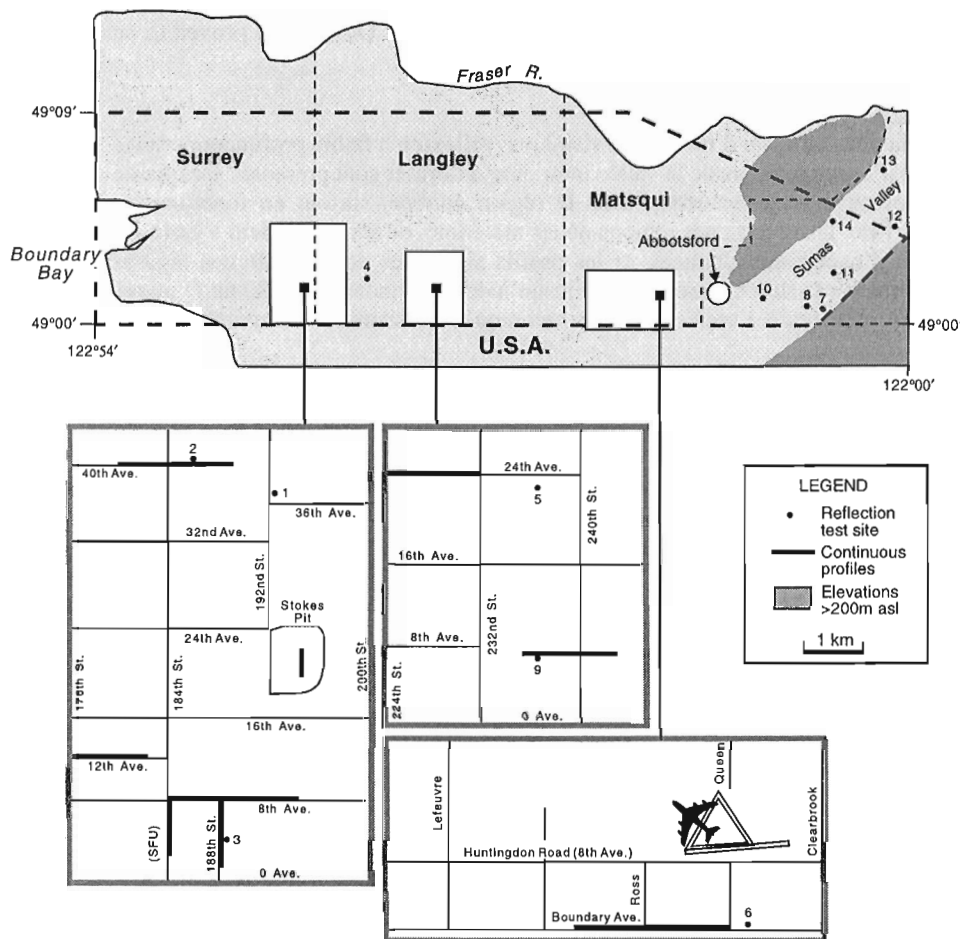 Fraser R.
49°09'
Surrey
Langley
Matsqui
13
Valley
12
14
Abbotsford
Sumas
Boundary
Bay
4
11
10
8
7
49°00'
49°00'
122°54'
U.S.A.
122°00'
2
40th Ave.
1
36th Ave.
32nd Ave.
192nd St.
Stokes
Pit
24th Ave.
176th St.
184th St.
200th St.
16th Ave.
12th Ave.
8th Ave.
(SFU)
188th St.
3
0 Ave.
24th Ave.
5
240th St.
16th Ave.
232nd St.
8th Ave.
224th St.
9
0 Ave.
LEGEND
Reflection
test site
Continuous
profiles
Elevations
>200m asl
1 km
Lefeuvre
Queen
Clearbrook
Huntingdon Road (8th Ave.)
Ross
Boundary Ave.
6